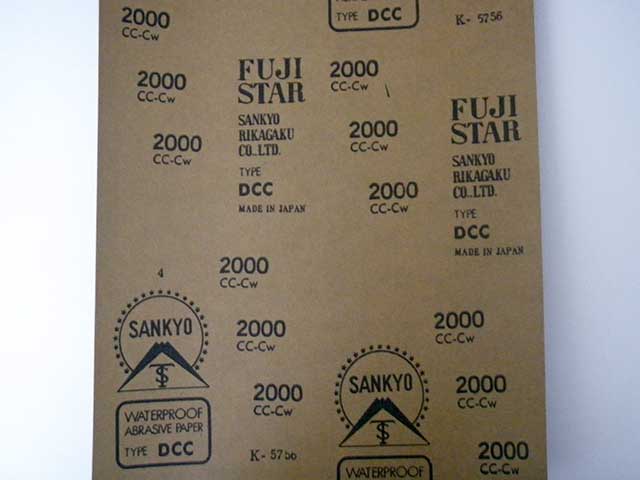 2000
CC-Cw
TYPE DCC
K- 5756
2000
CC-Cw
FUJI
STAR
SANKYO
RIKAGAKU
CO.,LTD.
TYPE
DCC
MADE IN JAPAN
2000
CC-Cw
2000
CC-Cw
2000
CC-Cw
2000
CC-Cw
FUJI
STAR
SANKYO
RIKAGAKU
CO.,LTD.
TYPE
DCC
MADE IN JAPAN
4
2000
CC-Cw
SANKYO
2000
CC-Cw
2000
CC-Cw
WATERPROOF
ABRASIVE PAPER
TYPE DCC
K- 5756
2000
CC-Cw
SANKYO
2000
CC-Cw
2000
CC-Cw
WATERPROOF